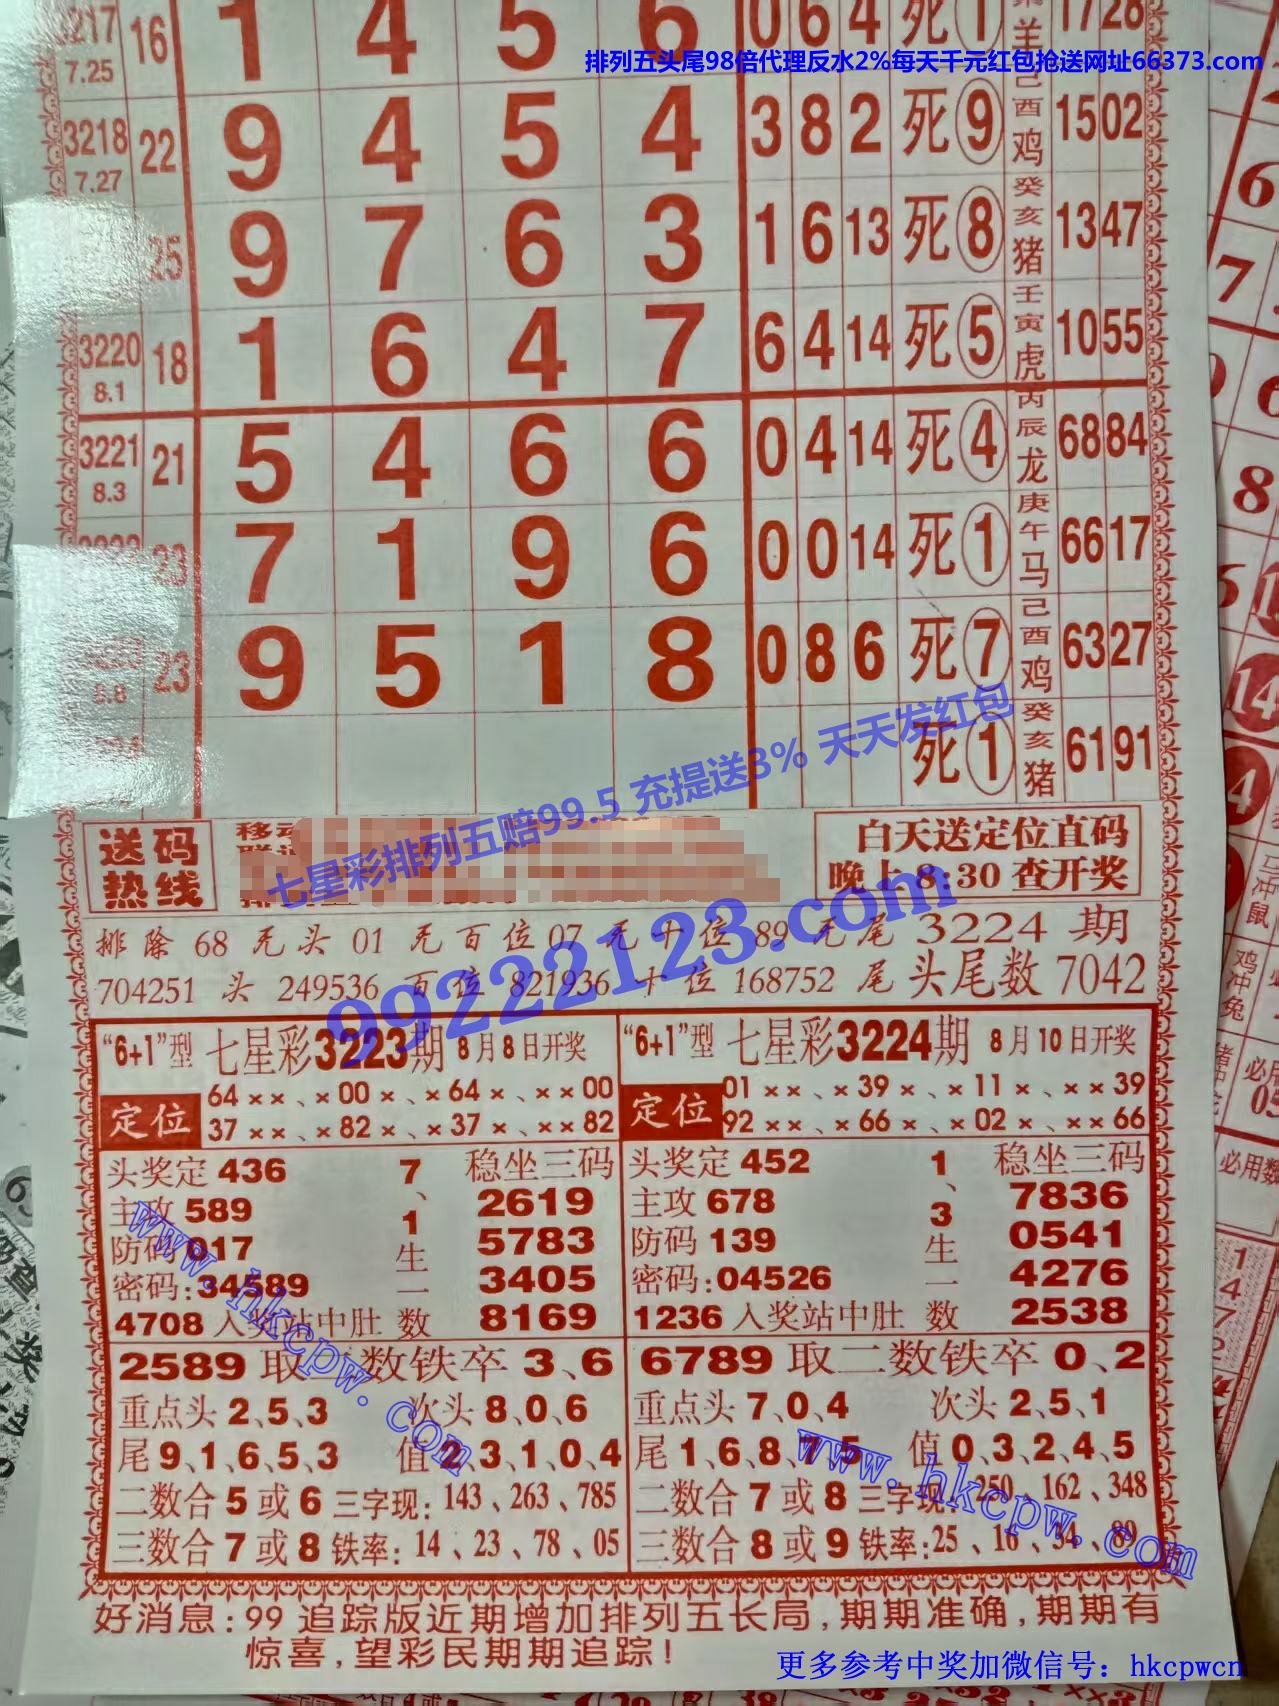 3217 16 1 4 5 6 0 6 4 死 1 羊 17 28
7.25
排列五头尾98倍代理反水2%每天千元红包抢送网址66373.com
3218 22 9 4 5 4 3 8 2 死 9 己酉鸡 15 02
7.27
25 9 7 6 3 1 6 13 死 8 癸亥猪 13 47
3220 18 1 6 4 7 6 4 14 死 5 壬寅虎 10 55
8.1
3221 21 5 4 6 6 0 4 14 死 4 丙辰龙 68 84
8.3
23 7 1 9 6 0 0 14 死 1 庚午马 66 17
23 9 5 1 8 0 8 6 死 7 己酉鸡 63 27
死 1 癸亥猪 61 91
七星彩排列五赔99.5 充提送3% 天天发红包
送码
热线
白天送定位直码
晚上8:30 查开奖
99222123.com
排除 68 无头 01 无百位 07 无十位 89 无尾 3224 期
704251 头 249536 百位 821936 十位 168752 尾 头尾数 7042
“6+1”型 七星彩3223期 8月8日开奖
定位
64××、×00×、×64×、××00
37××、×82×、×37×、××82
头奖定 436 7 稳坐三码
主攻 589 、 2619
防码 017 1 5783
密码:34589 生一 3405
4708 入奖站中肚 数 8169
2589 取二数铁卒 3、6
重点头 2、5、3 次头 8、0、6
尾 9、1、6、5、3 值 2、3、1、0、4
二数合 5 或 6 三字现: 143、263、785
三数合 7 或 8 铁率: 14、23、78、05
“6+1”型 七星彩3224期 8月10日开奖
定位
01××、×39×、×11×、××39
92××、×66×、×02×、××66
头奖定 452 1 稳坐三码
主攻 678 、 7836
防码 139 3 0541
密码:04526 生一 4276
1236 入奖站中肚 数 2538
6789 取二数铁卒 0、2
重点头 7、0、4 次头 2、5、1
尾 1、6、8、7、5 值 0、3、2、4、5
二数合 7 或 8 三字现: 250、162、348
三数合 8 或 9 铁率: 25、16、34、89
www.hkcpw.com
www.hkcpw.com
好消息:99 追踪版近期增加排列五长局,期期准确,期期有
惊喜,望彩民期期追踪!
更多参考中奖加微信号: hkcpwcn